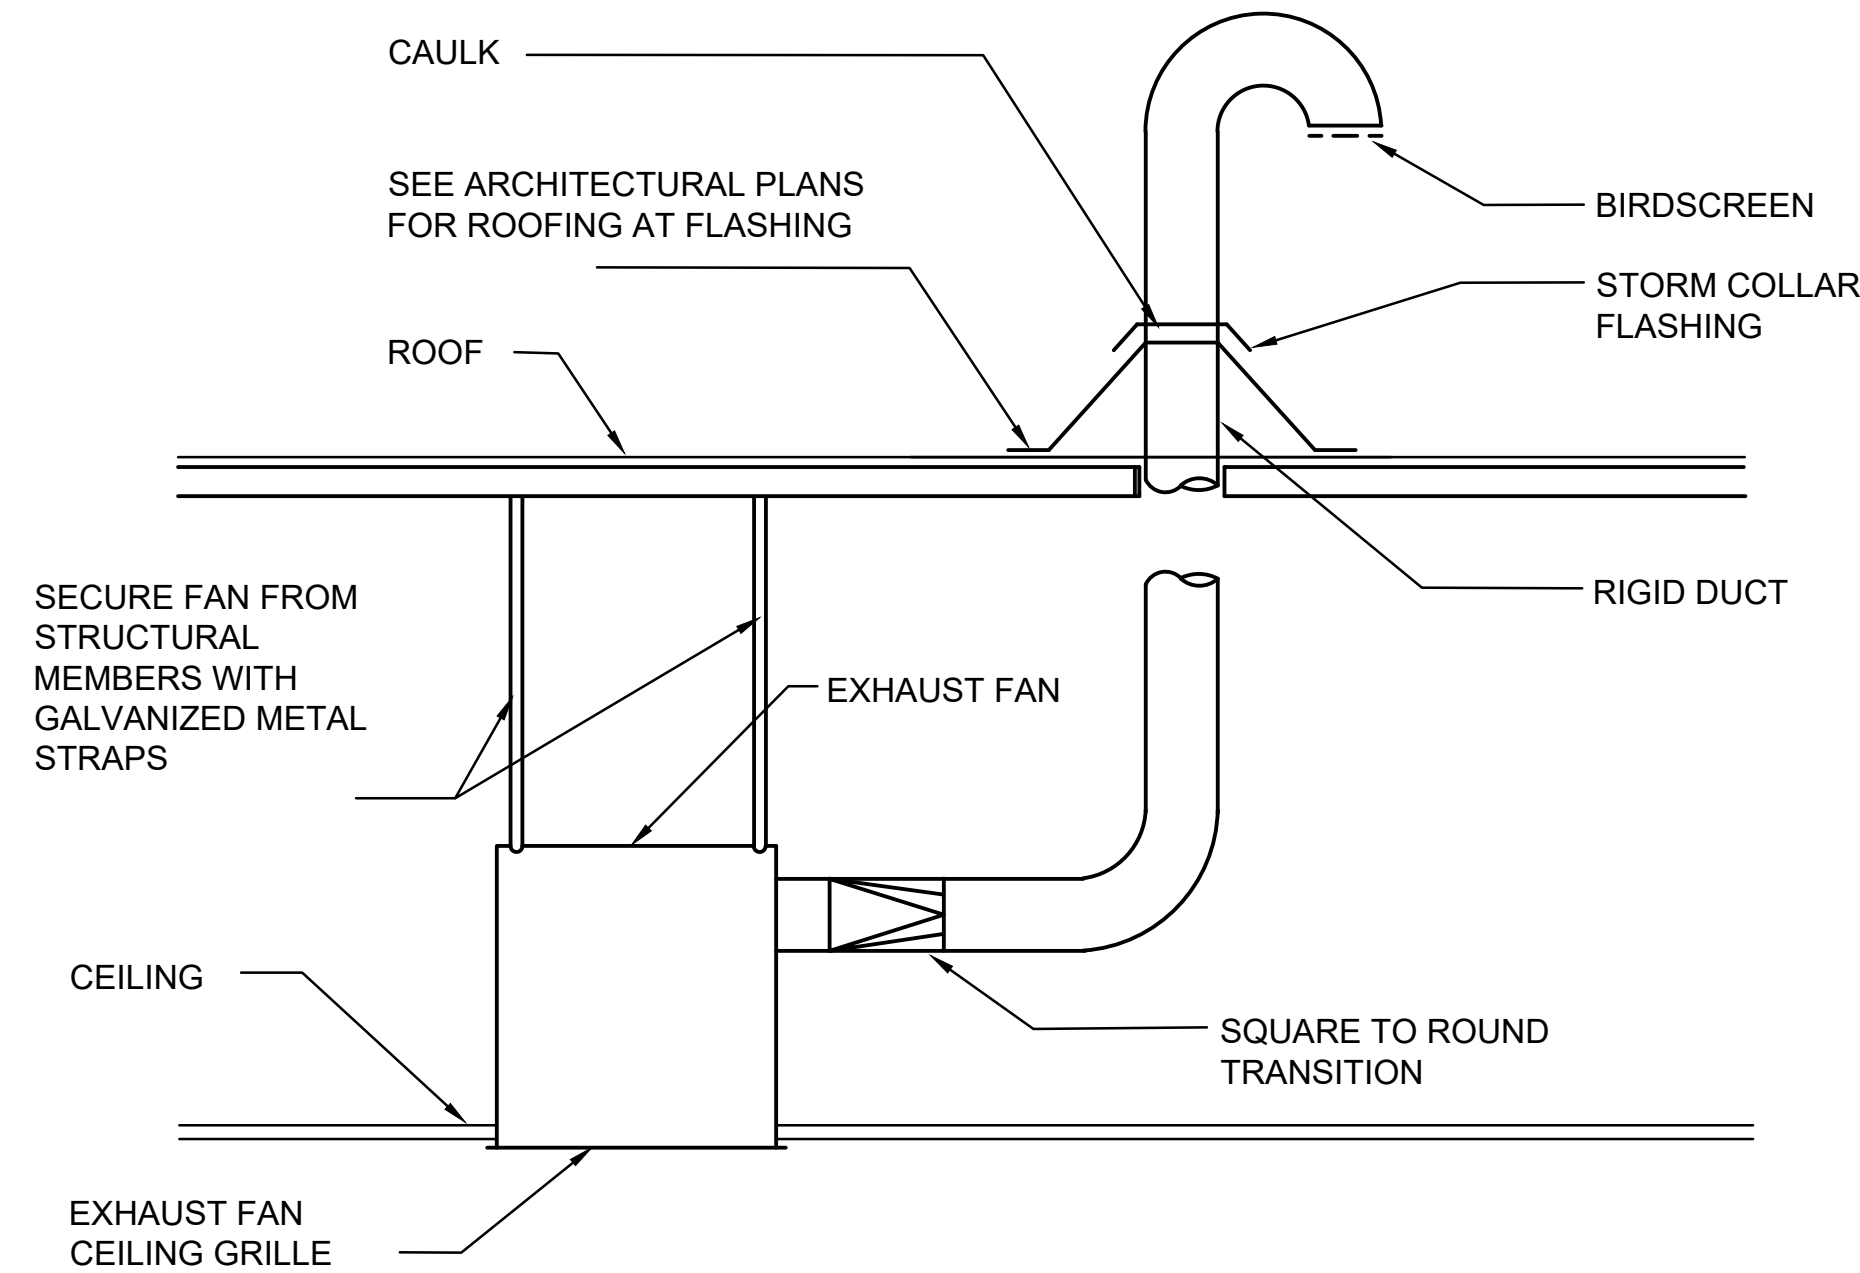 CAULK
SEE ARCHITECTURAL PLANS
FOR ROOFING AT FLASHING
BIRDSCREEN
STORM COLLAR
FLASHING
ROOF
SECURE FAN FROM
STRUCTURAL
MEMBERS WITH
GALVANIZED METAL
STRAPS
RIGID DUCT
EXHAUST FAN
CEILING
SQUARE TO ROUND
TRANSITION
EXHAUST FAN
CEILING GRILLE